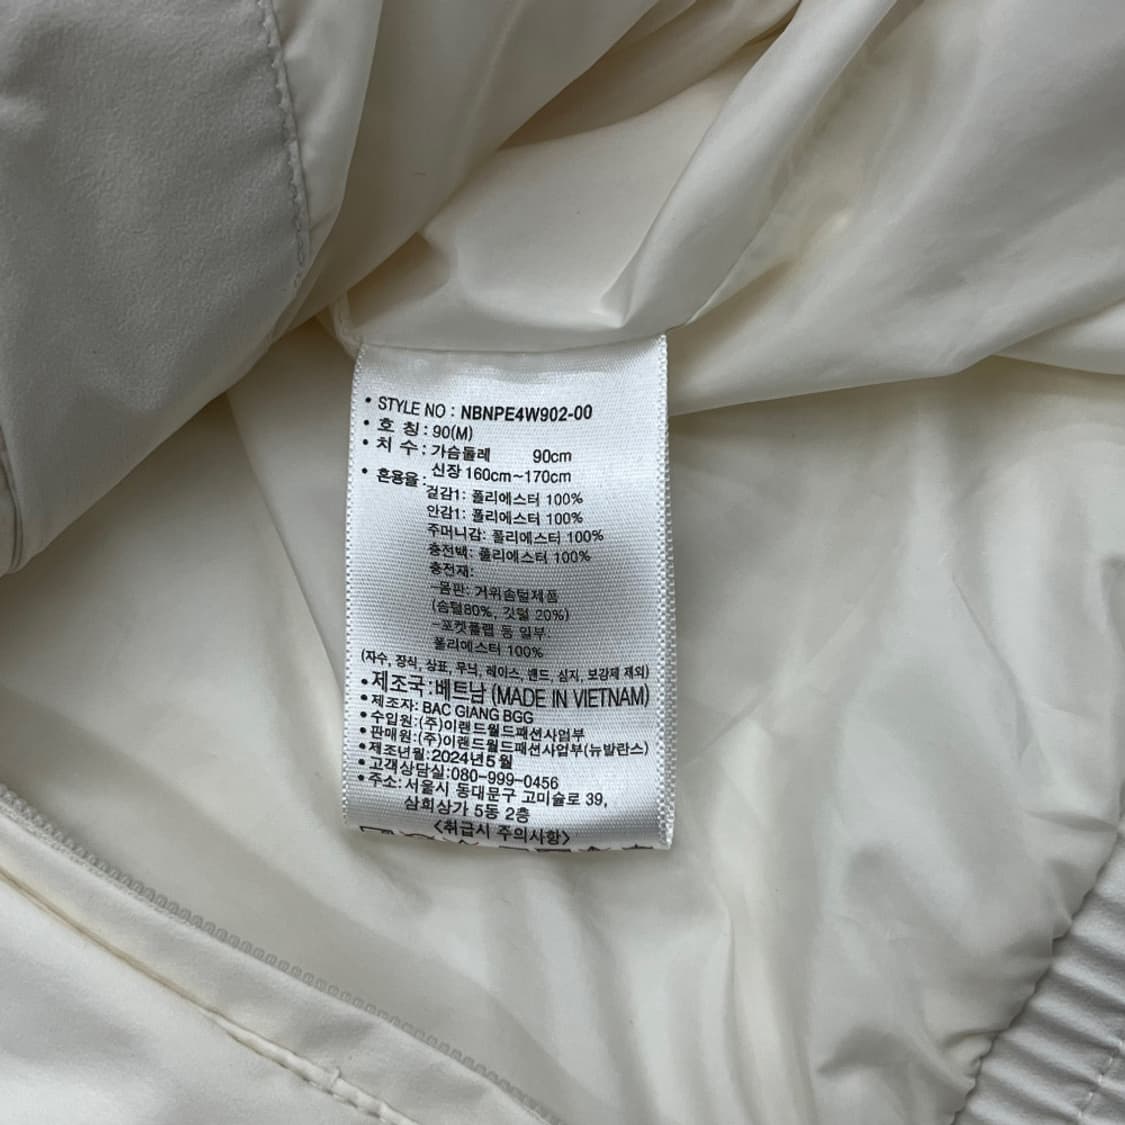 • STYLE NO : NBNPE4W902-00
• 호 칭 : 90(M)
• 치 수 : 가슴둘레 90cm
신장 160cm~170cm
• 혼용율 :
겉감1: 폴리에스터 100%
안감1: 폴리에스터 100%
주머니감: 폴리에스터 100%
충전백: 폴리에스터 100%
충전재:
-몸판: 거위솜털제품
(솜털80%, 깃털 20%)
-포켓플랩 등 일부:
폴리에스터 100%
(자수, 장식, 상표, 무늬, 레이스, 밴드, 심지, 보강제 제외)
• 제조국 : 베트남 (MADE IN VIETNAM)
• 제조자: BAC GIANG BGG
• 수입원:(주)이랜드월드패션사업부
• 판매원:(주)이랜드월드패션사업부(뉴발란스)
• 제조년월:2024년5월
• 고객상담실:080-999-0456
• 주소:서울시 동대문구 고미술로 39,
삼희상가 5동 2층
<취급시 주의사항>